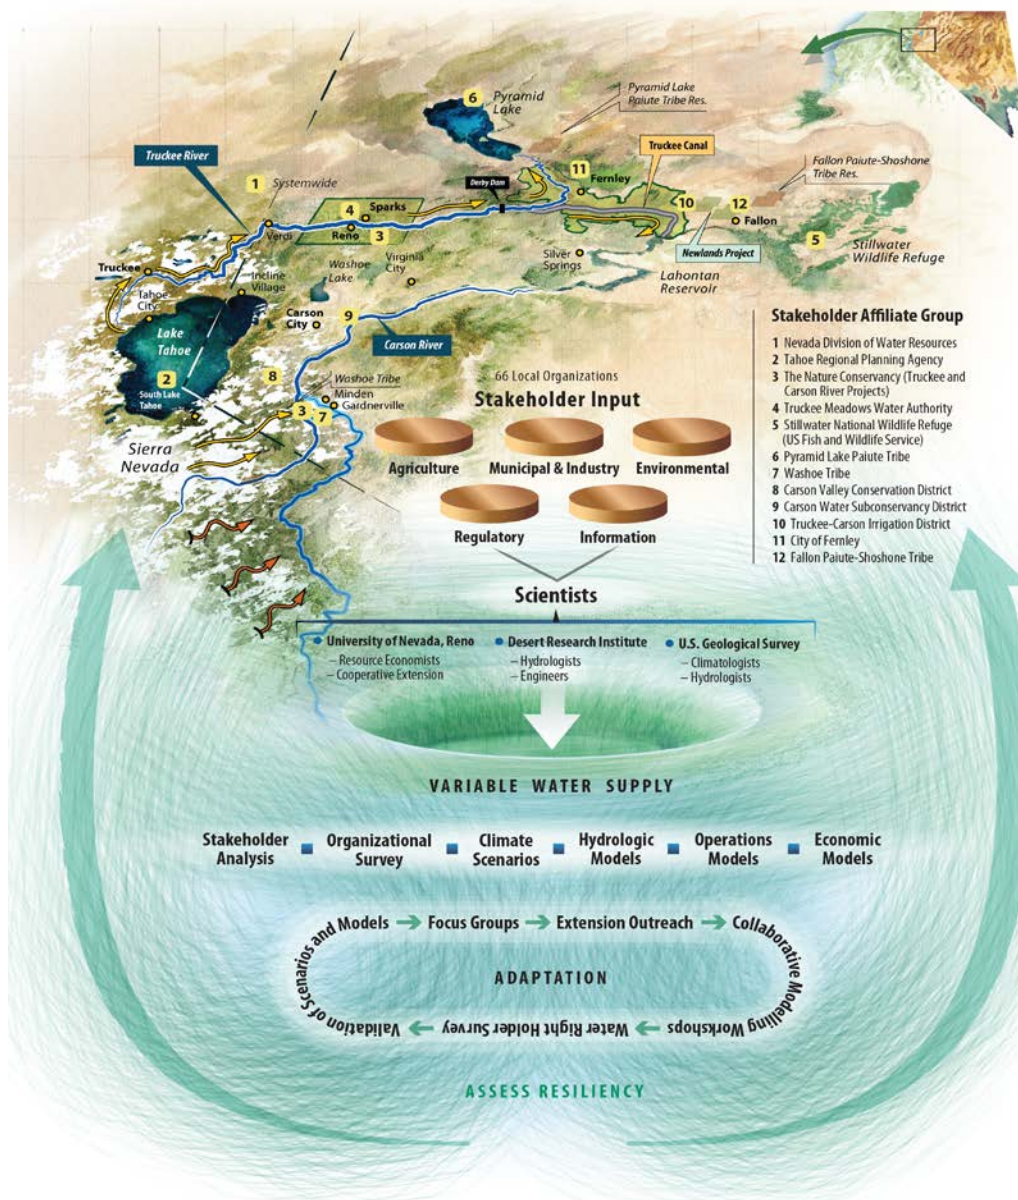 6
Pyramid
Lake
Pyramid Lake
Paiute Tribe Res.
Truckee River
Truckee Canal
1
Systemwide
Derby Dam
11
Fernley
Fallon Paiute-Shoshone
Tribe Res.
4
Sparks
10
12
Fallon
Verdi
Reno
3
Newlands Project
5
Stillwater
Wildlife Refuge
Truckee
Washoe
Lake
Virginia
City
Silver
Springs
Lahontan
Reservoir
Incline
Village
Tahoe
City
Carson
City
9
Carson River
Lake
Tahoe
2
South Lake
Tahoe
8
Washoe Tribe
Minden
Gardnerville
3
7
Sierra
Nevada
Stakeholder Affiliate Group
1 Nevada Division of Water Resources
2 Tahoe Regional Planning Agency
3 The Nature Conservancy (Truckee and
Carson River Projects)
4 Truckee Meadows Water Authority
5 Stillwater National Wildlife Refuge
(US Fish and Wildlife Service)
6 Pyramid Lake Paiute Tribe
7 Washoe Tribe
8 Carson Valley Conservation District
9 Carson Water Subconservancy District
10 Truckee-Carson Irrigation District
11 City of Fernley
12 Fallon Paiute-Shoshone Tribe
66 Local Organizations
Stakeholder Input
Agriculture
Municipal & Industry
Environmental
Regulatory
Information
Scientists
University of Nevada, Reno
– Resource Economists
– Cooperative Extension
Desert Research Institute
– Hydrologists
– Engineers
U.S. Geological Survey
– Climatologists
– Hydrologists
VARIABLE WATER SUPPLY
Stakeholder
Analysis
Organizational
Survey
Climate
Scenarios
Hydrologic
Models
Operations
Models
Economic
Models
Focus Groups
Extension Outreach
Collaborative Modelling Workshops
Water Right Holder Survey
Validation of Scenarios and Models
ADAPTATION
ASSESS RESILIENCY